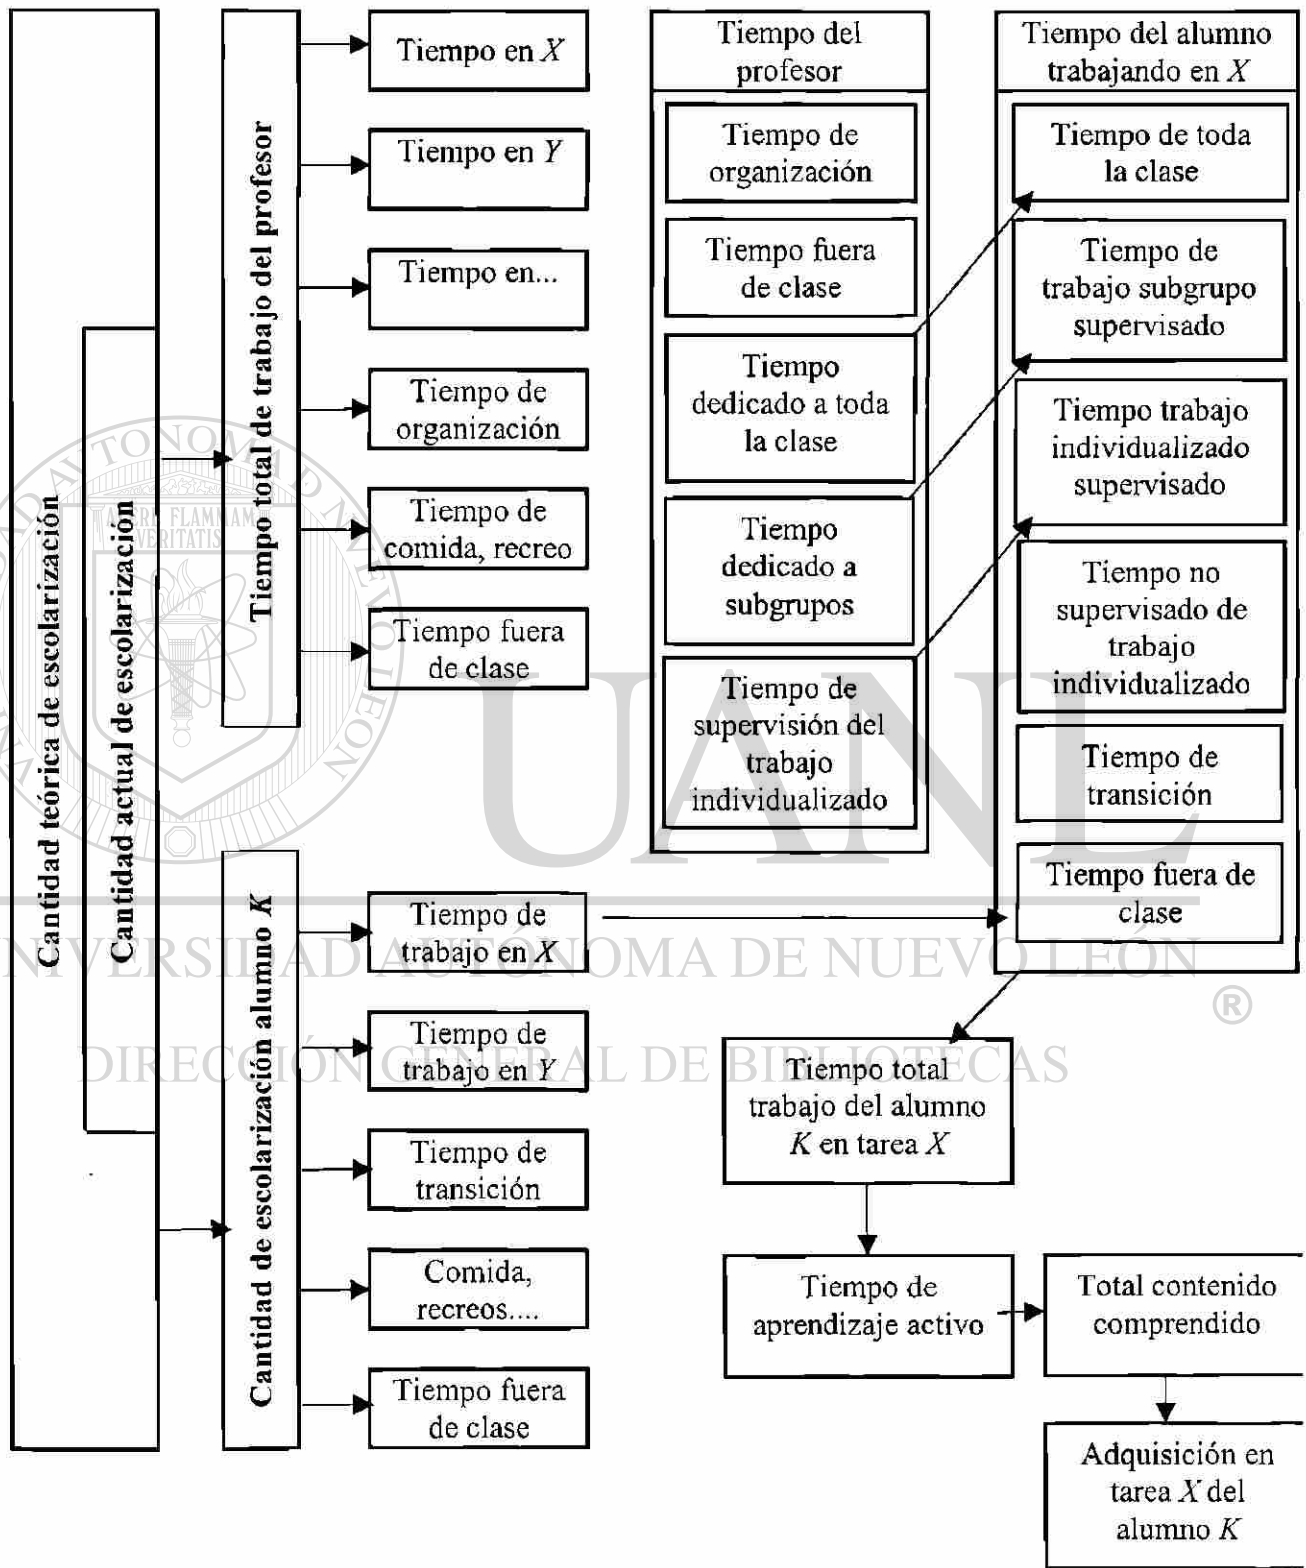 Cantidad teórica de escolarización
Cantidad actual de escolarización
Tiempo total de trabajo del profesor
Tiempo en X
Tiempo en Y
Tiempo en...
Tiempo de
organización
Tiempo de
comida, recreo
Tiempo fuera
de clase
Cantidad de escolarización alumno K
Tiempo de
trabajo en X
Tiempo de
trabajo en Y
Tiempo de
transición
Comida,
recreos....
Tiempo fuera
de clase
Tiempo del
profesor
Tiempo de
organización
Tiempo fuera
de clase
Tiempo
dedicado a toda
la clase
Tiempo
dedicado a
subgrupos
Tiempo de
supervisión del
trabajo
individualizado
Tiempo del alumno
trabajando en X
Tiempo de toda
la clase
Tiempo de
trabajo subgrupo
supervisado
Tiempo trabajo
individualizado
supervisado
Tiempo no
supervisado de
trabajo
individualizado
Tiempo de
transición
Tiempo fuera de
clase
Tiempo total
trabajo del alumno
K en tarea X
Tiempo de
aprendizaje activo
Total contenido
comprendido
Adquisición en
tarea X del
alumno K
UANL
NIVERSIDAD AUTÓNOMA DE NUEVO LEÓN
®
DIRECCIÓN GENERAL DE BIBLIOTECAS